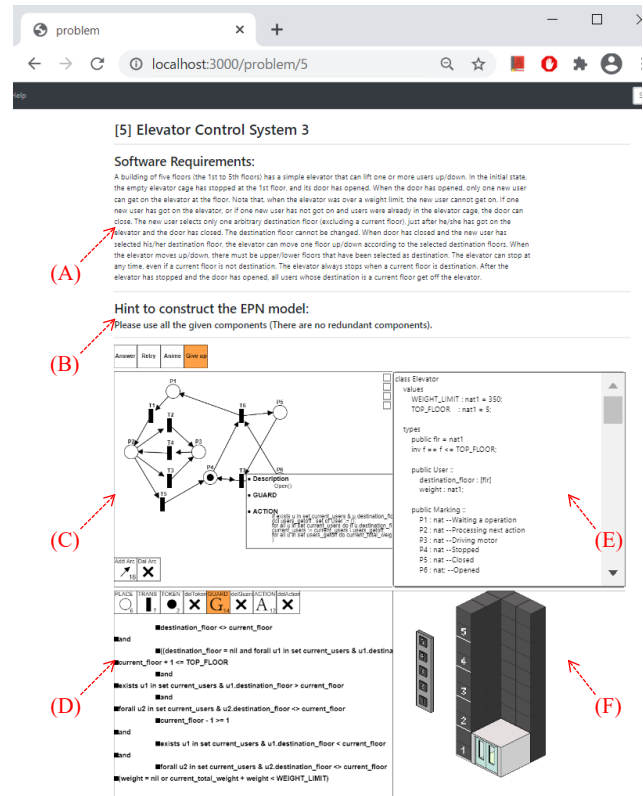 problem
localhost:3000/problem/5
Help
[5] Elevator Control System 3
Software Requirements:
A building of five floors (the 1st to 5th floors) has a simple elevator that can lift one or more users up/down. In the initial state,
the empty elevator cage has stopped at the 1st floor, and its door has opened. When the door has opened, only one new user
can get on the elevator at the floor. Note that, when the elevator was over a weight limit, the new user cannot get on. If one
new user has got on the elevator, or if one new user has not got on and users were already in the elevator cage, the door can
close. The new user selects only one arbitrary destination floor (excluding a current floor), just after he/she has got on the
elevator and the door has closed. The destination floor cannot be changed. When door has closed and the new user has
selected his/her destination floor, the elevator can move one floor up/down according to the selected destination floors. When
the elevator moves up/down, there must be upper/lower floors that have been selected as destination. The elevator can stop at
any time, even if a current floor is not destination. The elevator always stops when a current floor is destination. After the
elevator has stopped and the door has opened, all users whose destination is a current floor get off the elevator.
(A)
Hint to construct the EPN model:
Please use all the given components (There are no redundant components).
(B)
Answer Retry Anime Give up
P1
T1
T2
T6
P5
P2
T4
P3
T3
P4
T5
• Description
Open()
• GUARD
• ACTION
(C)
Add Arc Del Arc
18
class Elevator
values
WEIGHT_LIMIT : nat1 = 350;
TOP_FLOOR : nat1 = 5;
types
public flr = nat1
inv f == f <= TOP_FLOOR;
public User ::
destination_floor : [flr]
weight : nat1;
public Marking ::
P1 : nat --Waiting a operation
P2 : nat --Processing next action
P3 : nat --Driving motor
P4 : nat --Stopped
P5 : nat --Closed
P6 : nat; --Opened
(E)
PLACE TRANS TOKEN delToken GUARD delGuard ACTION delAction
G A
destination_floor <> current_floor
and
((destination_floor = nil and forall u1 in set current_users & u1.destina
current_floor + 1 <= TOP_FLOOR
and
exists u1 in set current_users & u1.destination_floor > current_floor
and
forall u2 in set current_users & u2.destination_floor <> current_floor
current_floor - 1 >= 1
and
exists u1 in set current_users & u1.destination_floor < current_floor
and
forall u2 in set current_users & u2.destination_floor <> current_floor
(weight = nil or current_total_weight + weight < WEIGHT_LIMIT)
(D)
5
4
3
2
1
(F)